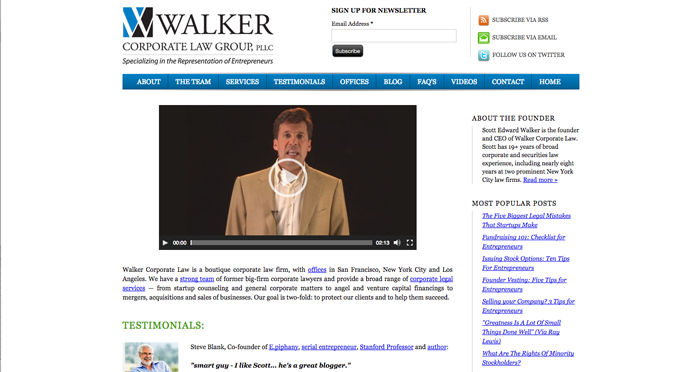 WALKER
CORPORATE LAW GROUP, PLLC
Specializing in the Representation of Entrepreneurs
SIGN UP FOR NEWSLETTER
Email Address *
Subscribe
SUBSCRIBE VIA RSS
SUBSCRIBE VIA EMAIL
FOLLOW US ON TWITTER
ABOUT THE TEAM SERVICES TESTIMONIALS OFFICES BLOG FAQ'S VIDEOS CONTACT HOME
00:00 02:13
Walker Corporate Law is a boutique corporate law firm, with offices in San Francisco, New York City and Los
Angeles. We have a strong team of former big-firm corporate lawyers and provide a broad range of corporate legal
services — from startup counseling and general corporate matters to angel and venture capital financings to
mergers, acquisitions and sales of businesses. Our goal is two-fold: to protect our clients and to help them succeed.
TESTIMONIALS:
Steve Blank, Co-founder of E.piphany, serial entrepreneur, Stanford Professor and author:
"smart guy - I like Scott... he's a great blogger."
ABOUT THE FOUNDER
Scott Edward Walker is the founder
and CEO of Walker Corporate Law.
Scott has 19+ years of broad
corporate and securities law
experience, including nearly eight
years at two prominent New York
City law firms. Read more »
MOST POPULAR POSTS
The Five Biggest Legal Mistakes
That Startups Make
Fundraising 101: Checklist for
Entrepreneurs
Issuing Stock Options: Ten Tips
For Entrepreneurs
Founder Vesting: Five Tips for
Entrepreneurs
Selling your Company? 3 Tips for
Entrepreneurs
"Greatness Is A Lot Of Small
Things Done Well" (Via Ray
Lewis)
What Are The Rights Of Minority
Stockholders?